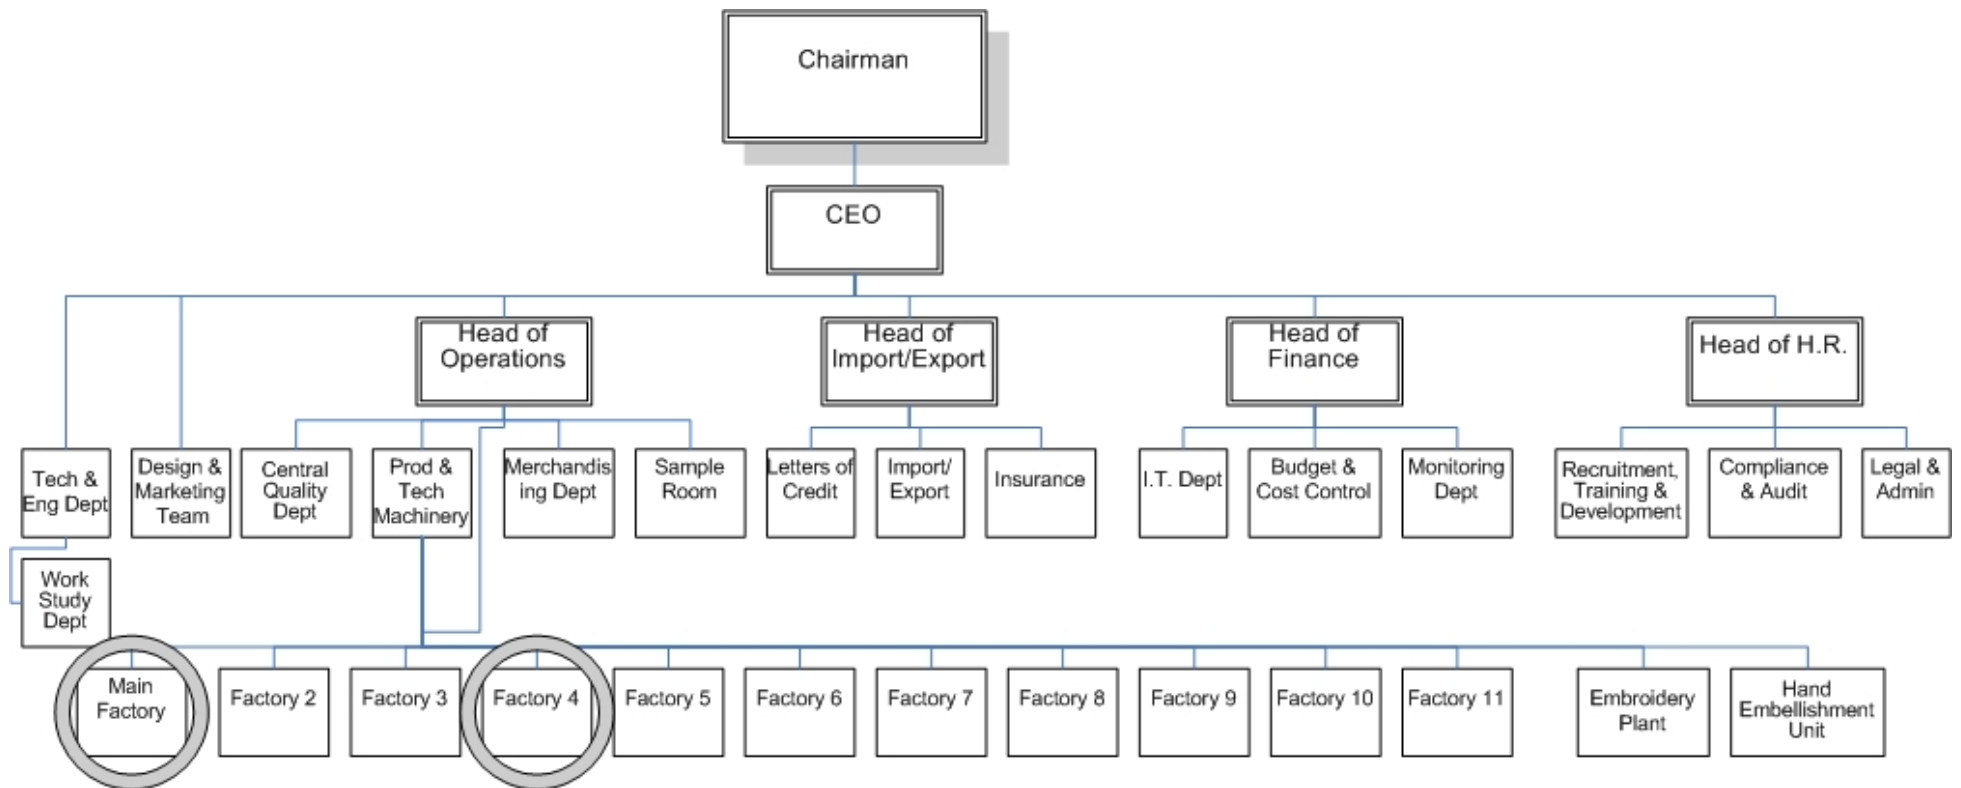 Chairman
CEO
Head of
Operations
Head of
Import/Export
Head of
Finance
Head of H.R.
Tech &
Eng Dept
Design &
Marketing
Team
Central
Quality
Dept
Prod &
Tech
Machinery
Merchandis
ing Dept
Sample
Room
Letters of
Credit
Import/
Export
Insurance
I.T. Dept
Budget &
Cost Control
Monitoring
Dept
Recruitment,
Training &
Development
Compliance
& Audit
Legal &
Admin
Work
Study
Dept
Main
Factory
Factory 2
Factory 3
Factory 4
Factory 5
Factory 6
Factory 7
Factory 8
Factory 9
Factory 10
Factory 11
Embroidery
Plant
Hand
Embellishment
Unit